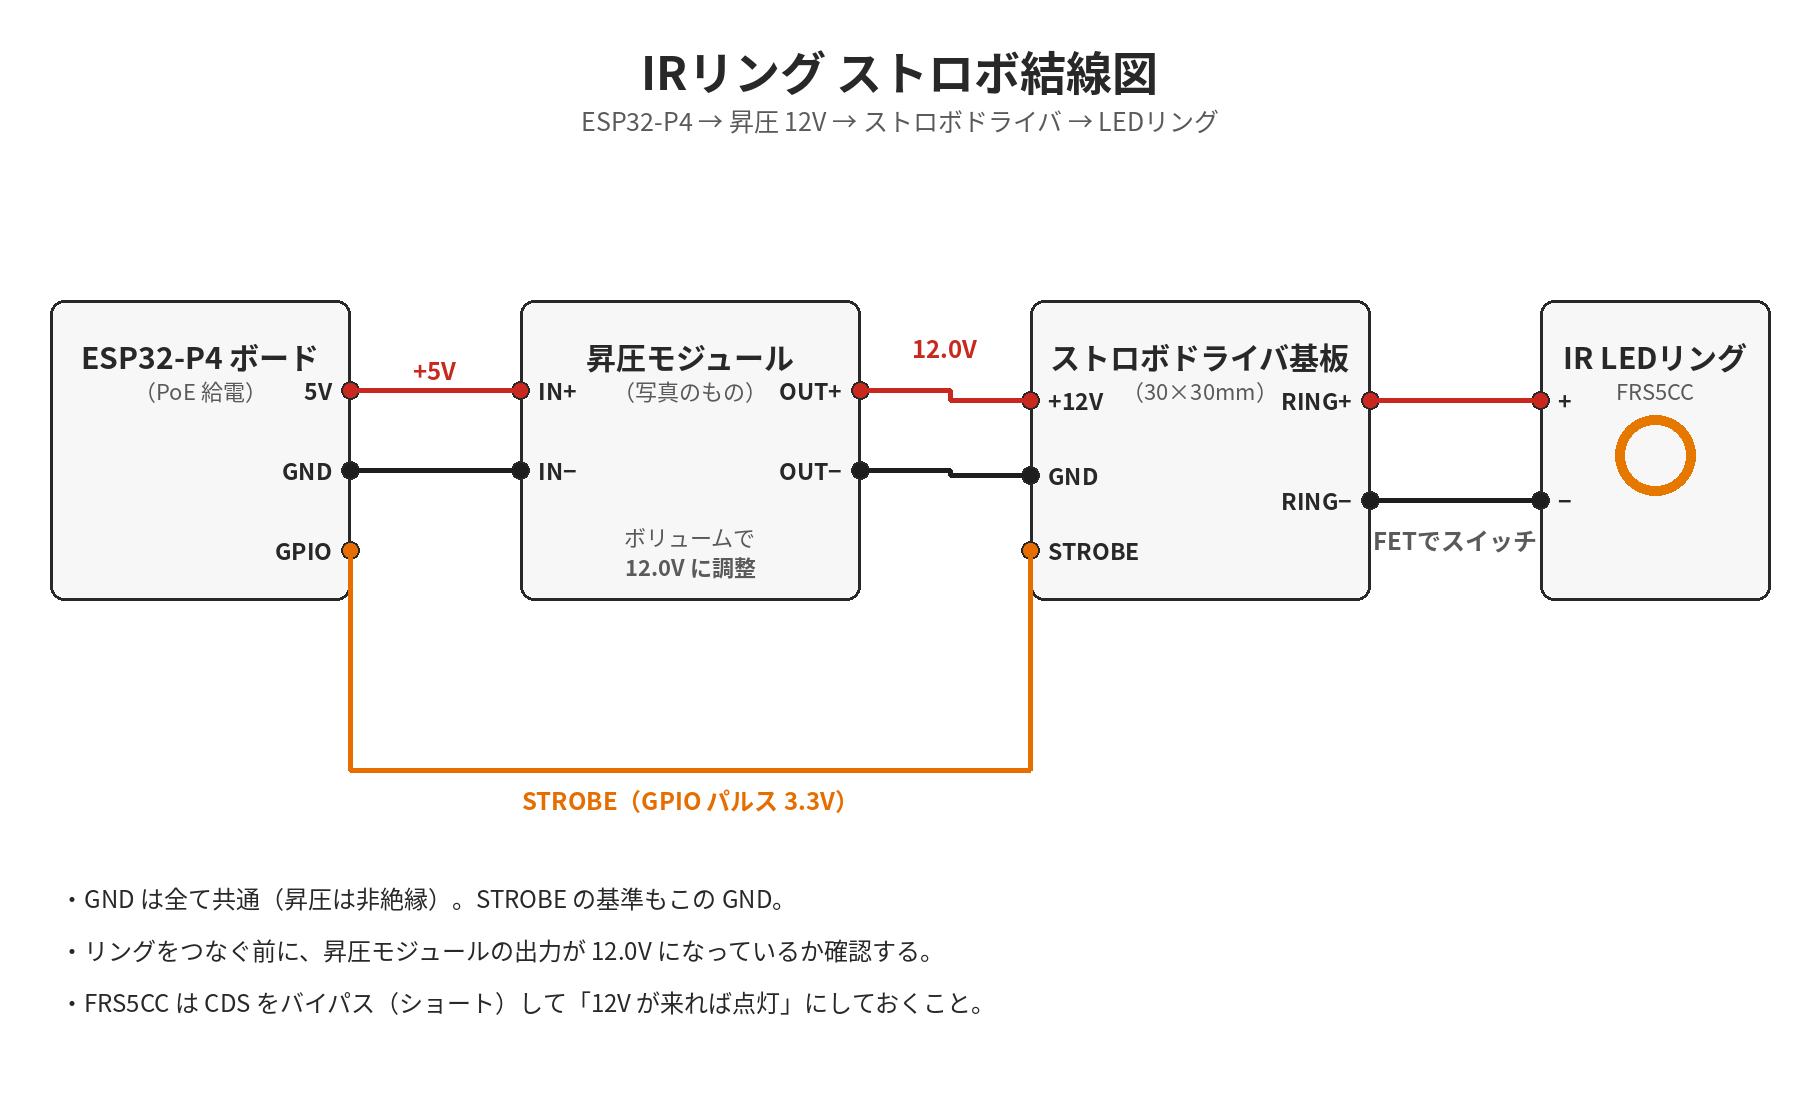 IRリング ストロボ結線図
ESP32-P4 → 昇圧 12V → ストロボドライバ → LEDリング
ESP32-P4 ボード
（PoE 給電）
5V
GND
GPIO
+5V
昇圧モジュール
（写真のもの）
IN+
OUT+
IN−
OUT−
ボリュームで
12.0V に調整
12.0V
ストロボドライバ基板
（30×30mm）
+12V
RING+
GND
RING−
STROBE
FETでスイッチ
IR LEDリング
FRS5CC
+
−
STROBE（GPIO パルス 3.3V）
・GND は全て共通（昇圧は非絶縁）。STROBE の基準もこの GND。
・リングをつなぐ前に、昇圧モジュールの出力が 12.0V になっているか確認する。
・FRS5CC は CDS をバイパス（ショート）して「12V が来れば点灯」にしておくこと。